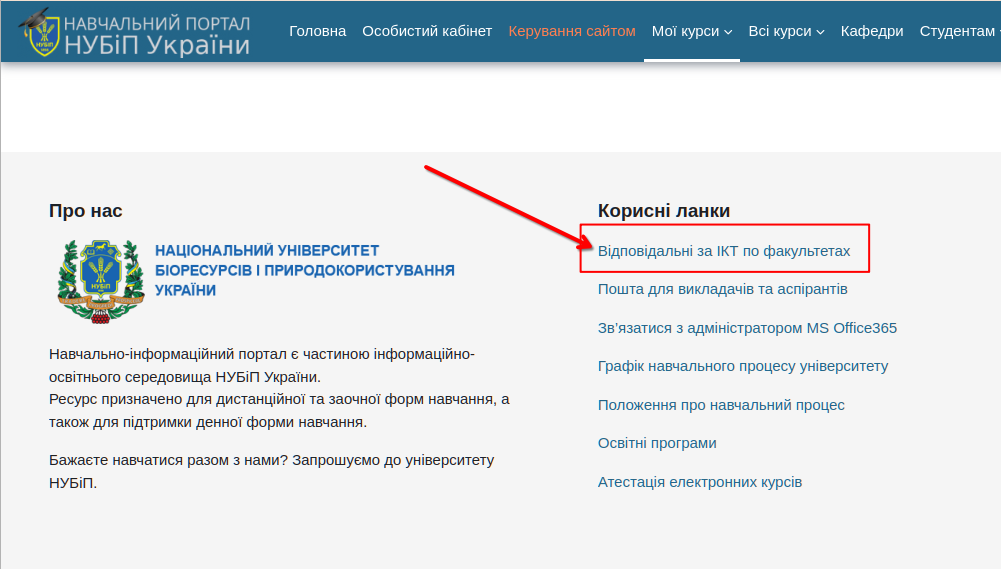 НАВЧАЛЬНИЙ ПОРТАЛ
НУБіП України
Головна Особистий кабінет Керування сайтом Мої курси Всі курси Кафедри Студентам
Про нас
НАЦІОНАЛЬНИЙ УНІВЕРСИТЕТ
БІОРЕСУРСІВ І ПРИРОДОКОРИСТУВАННЯ
УКРАЇНИ
НУБіП
Навчально-інформаційний портал є частиною інформаційно-
освітнього середовища НУБіП України.
Ресурс призначено для дистанційної та заочної форм навчання, а
також для підтримки денної форми навчання.
Бажаєте навчатися разом з нами? Запрошуємо до університету
НУБіП.
Корисні ланки
Відповідальні за ІКТ по факультетах
Пошта для викладачів та аспірантів
Зв’язатися з адміністратором MS Office365
Графік навчального процесу університету
Положення про навчальний процес
Освітні програми
Атестація електронних курсів